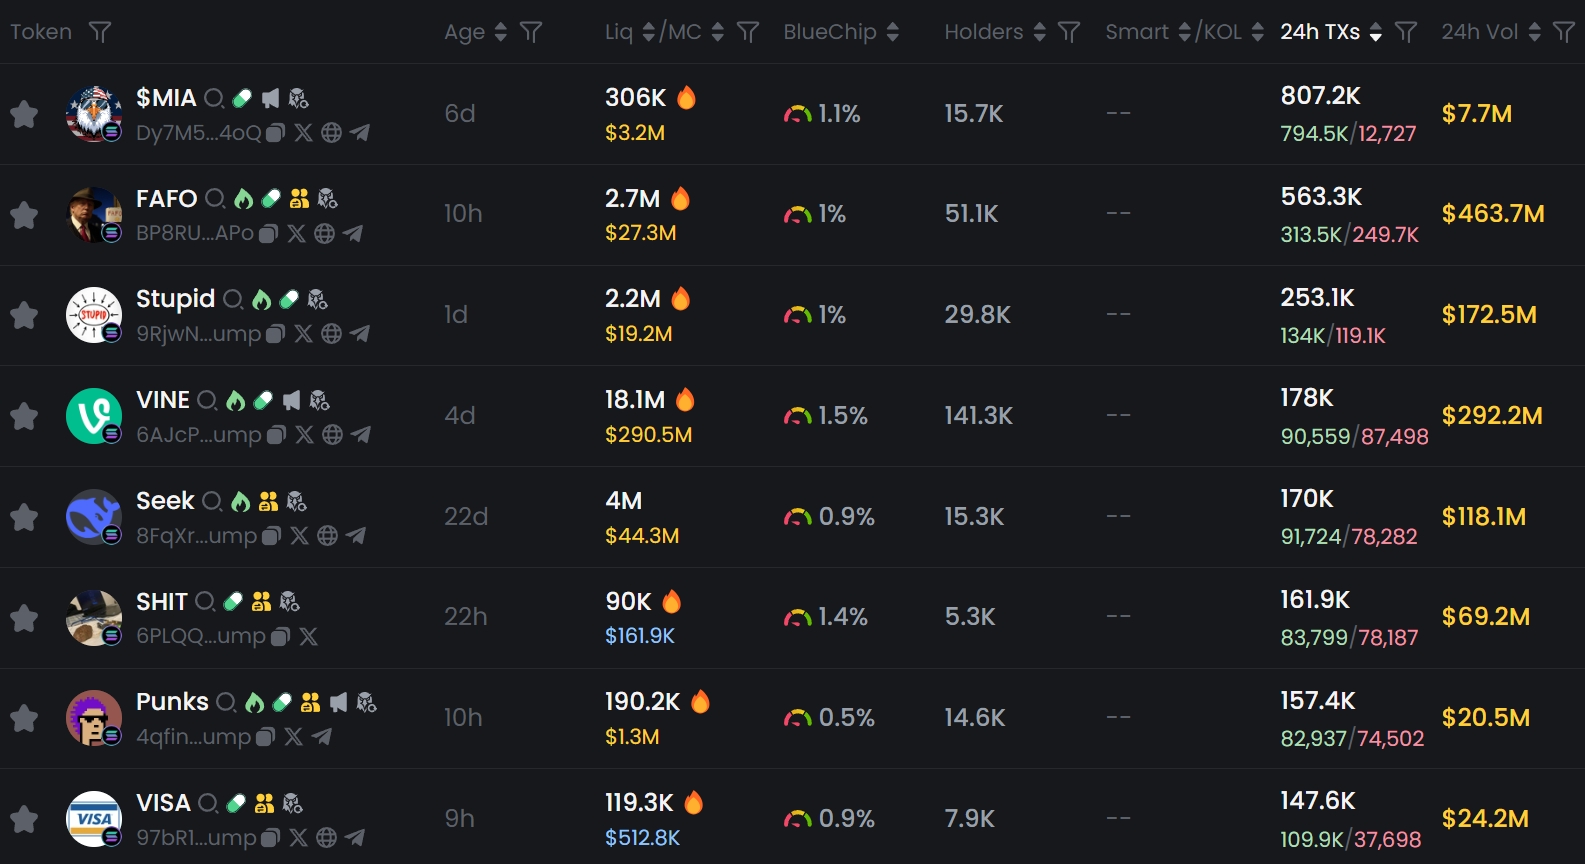 Token Age Liq /MC BlueChip Holders Smart /KOL 24h TXs 24h Vol
$MIA 306K 807.2K
6d 1.1% 15.7K -- $7.7M
Dy7M5...4oQ $3.2M 794.5K/12,727
FAFO 2.7M 563.3K
10h 1% 51.1K -- $463.7M
BP8RU...APo $27.3M 313.5K/249.7K
Stupid 2.2M 253.1K
STUPID 1d 1% 29.8K -- $172.5M
9RjwN...ump $19.2M 134K/119.1K
VINE 18.1M 178K
4d 1.5% 141.3K -- $292.2M
6AJcP...ump $290.5M 90,559/87,498
Seek 4M 170K
22d 0.9% 15.3K -- $118.1M
8FqXr...ump $44.3M 91,724/78,282
SHIT 90K 161.9K
22h 1.4% 5.3K -- $69.2M
6PLQQ...ump $161.9K 83,799/78,187
Punks 190.2K 157.4K
10h 0.5% 14.6K -- $20.5M
4qfin...ump $1.3M 82,937/74,502
VISA 119.3K 147.6K
VISA 9h 0.9% 7.9K -- $24.2M
97bR1...ump $512.8K 109.9K/37,698